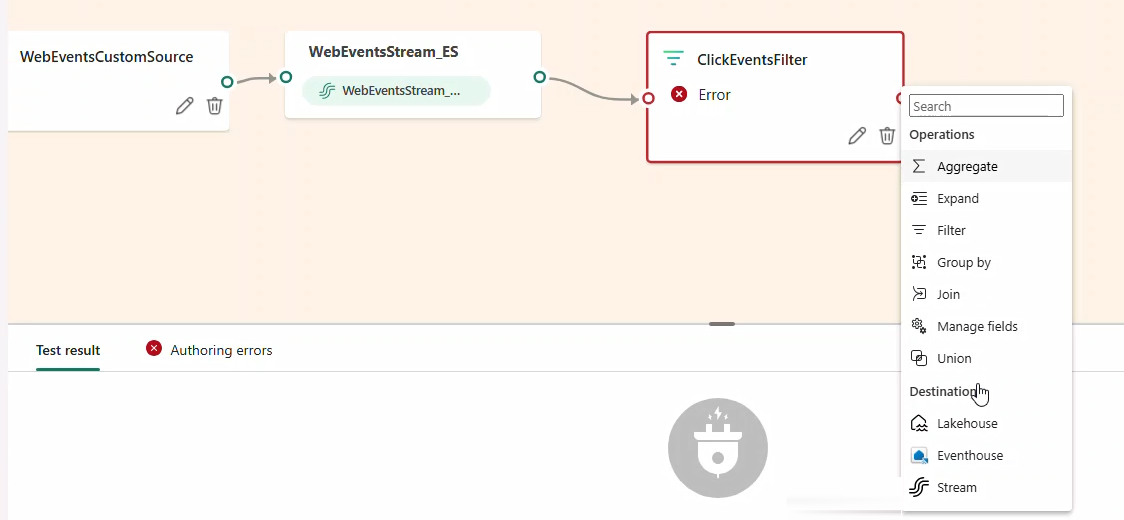 WebEventsCustomSource
WebEventsStream_ES
WebEventsStream_...
ClickEventsFilter
Error
Search
Operations
Aggregate
Expand
Filter
Group by
Join
Manage fields
Union
Destination
Lakehouse
Eventhouse
Stream
Test result
Authoring errors